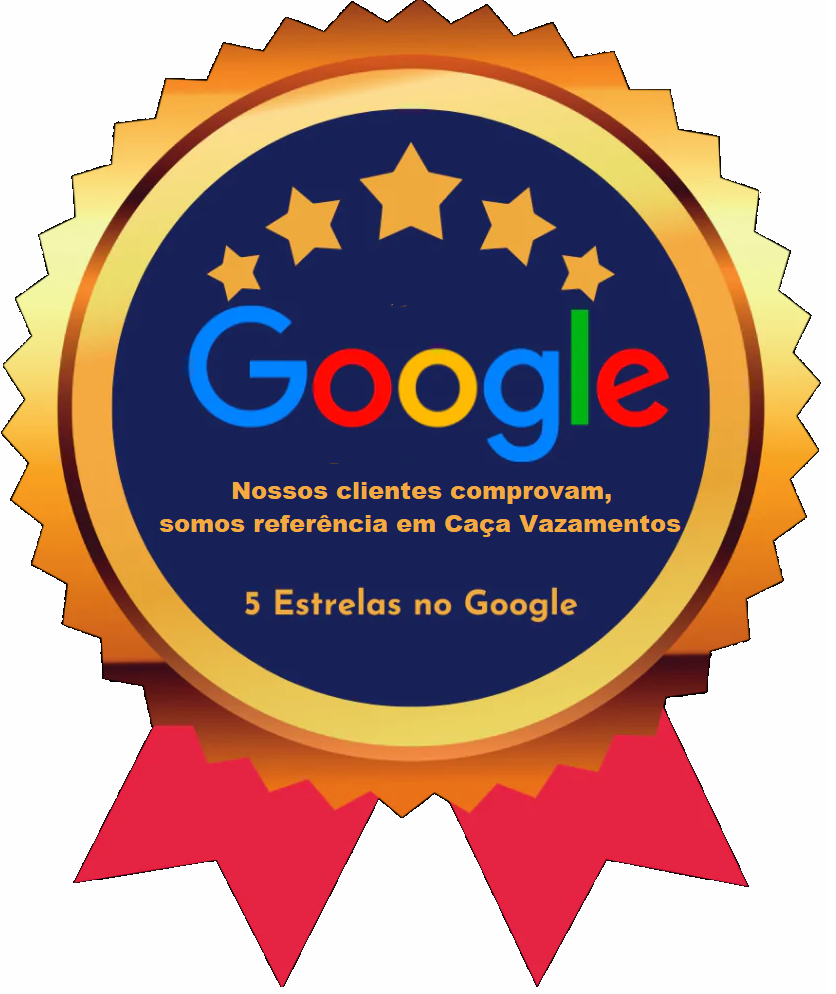 Google
Nossos clientes comprovam,
somos referência em Caça Vazamentos
5 Estrelas no Google